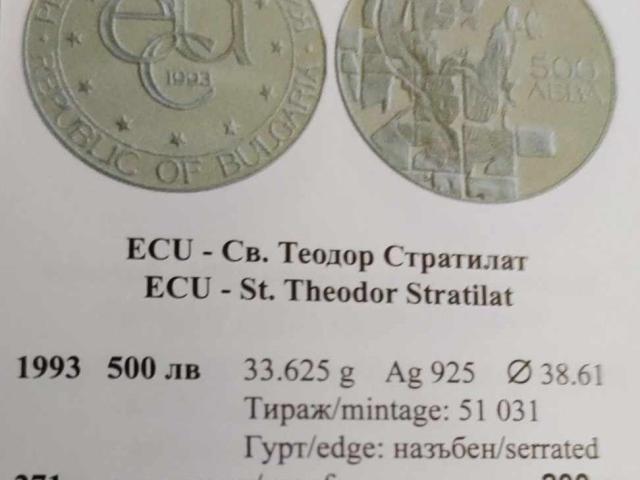 ecu
1993
REPUBLIC OF BULGARIA
500
ЛЕВА
ECU - Св. Теодор Стратилат
ECU - St. Theodor Stratilat
1993 500 лв 33.625 g Ag 925 Ø 38.61
Тираж/mintage: 51 031
Гурт/edge: назъбен/serrated